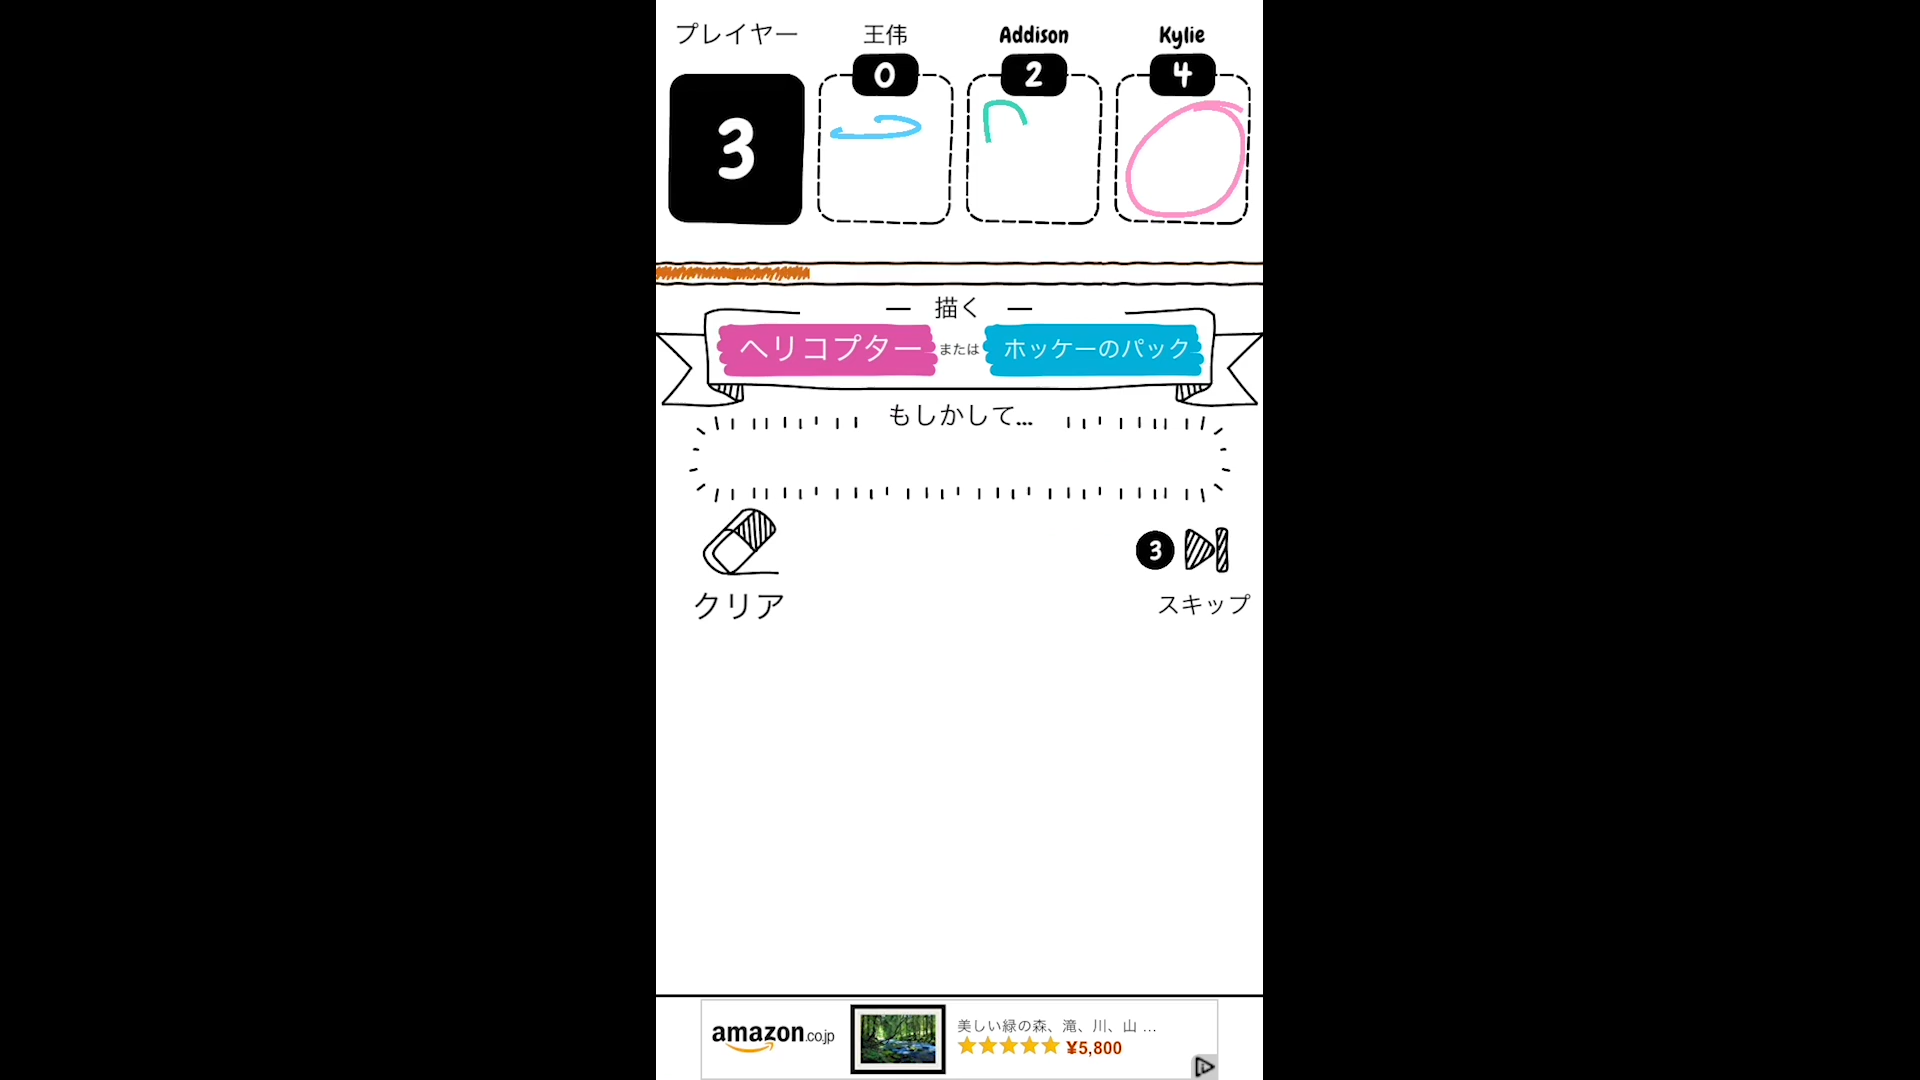 プレイヤー 王伟 Addison Kylie
3 0 2 4
― 描く ―
ヘリコプター または ホッケーのパック
もしかして...
3
クリア スキップ
amazon.co.jp
美しい緑の森、滝、川、山 ...
¥5,800